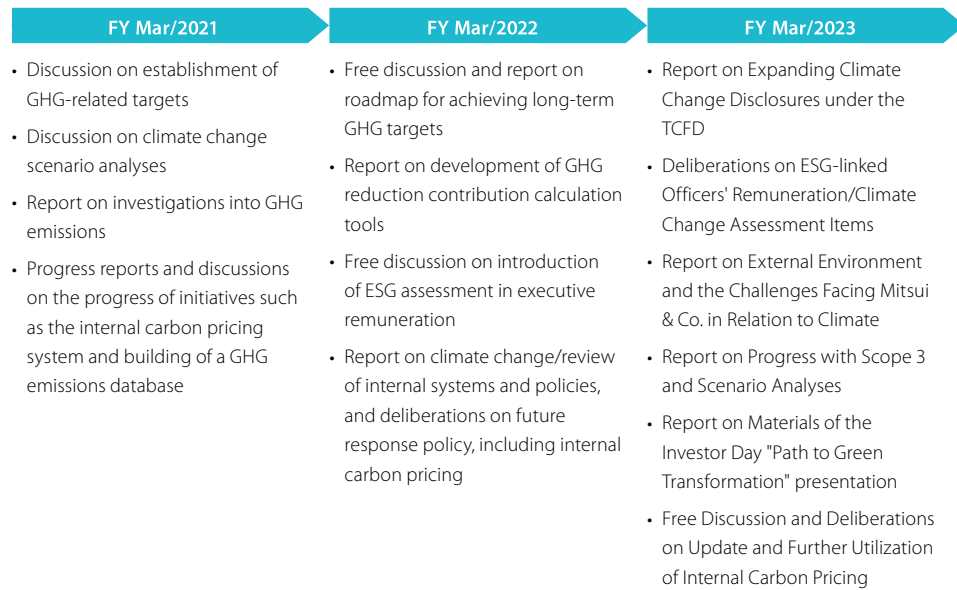 FY Mar/2021
• Discussion on establishment of
GHG-related targets
• Discussion on climate change
scenario analyses
• Report on investigations into GHG
emissions
• Progress reports and discussions
on the progress of initiatives such
as the internal carbon pricing
system and building of a GHG
emissions database
FY Mar/2022
• Free discussion and report on
roadmap for achieving long-term
GHG targets
• Report on development of GHG
reduction contribution calculation
tools
• Free discussion on introduction
of ESG assessment in executive
remuneration
• Report on climate change/review
of internal systems and policies,
and deliberations on future
response policy, including internal
carbon pricing
FY Mar/2023
• Report on Expanding Climate
Change Disclosures under the
TCFD
• Deliberations on ESG-linked
Officers' Remuneration/Climate
Change Assessment Items
• Report on External Environment
and the Challenges Facing Mitsui
& Co. in Relation to Climate
• Report on Progress with Scope 3
and Scenario Analyses
• Report on Materials of the
Investor Day "Path to Green
Transformation" presentation
• Free Discussion and Deliberations
on Update and Further Utilization
of Internal Carbon Pricing